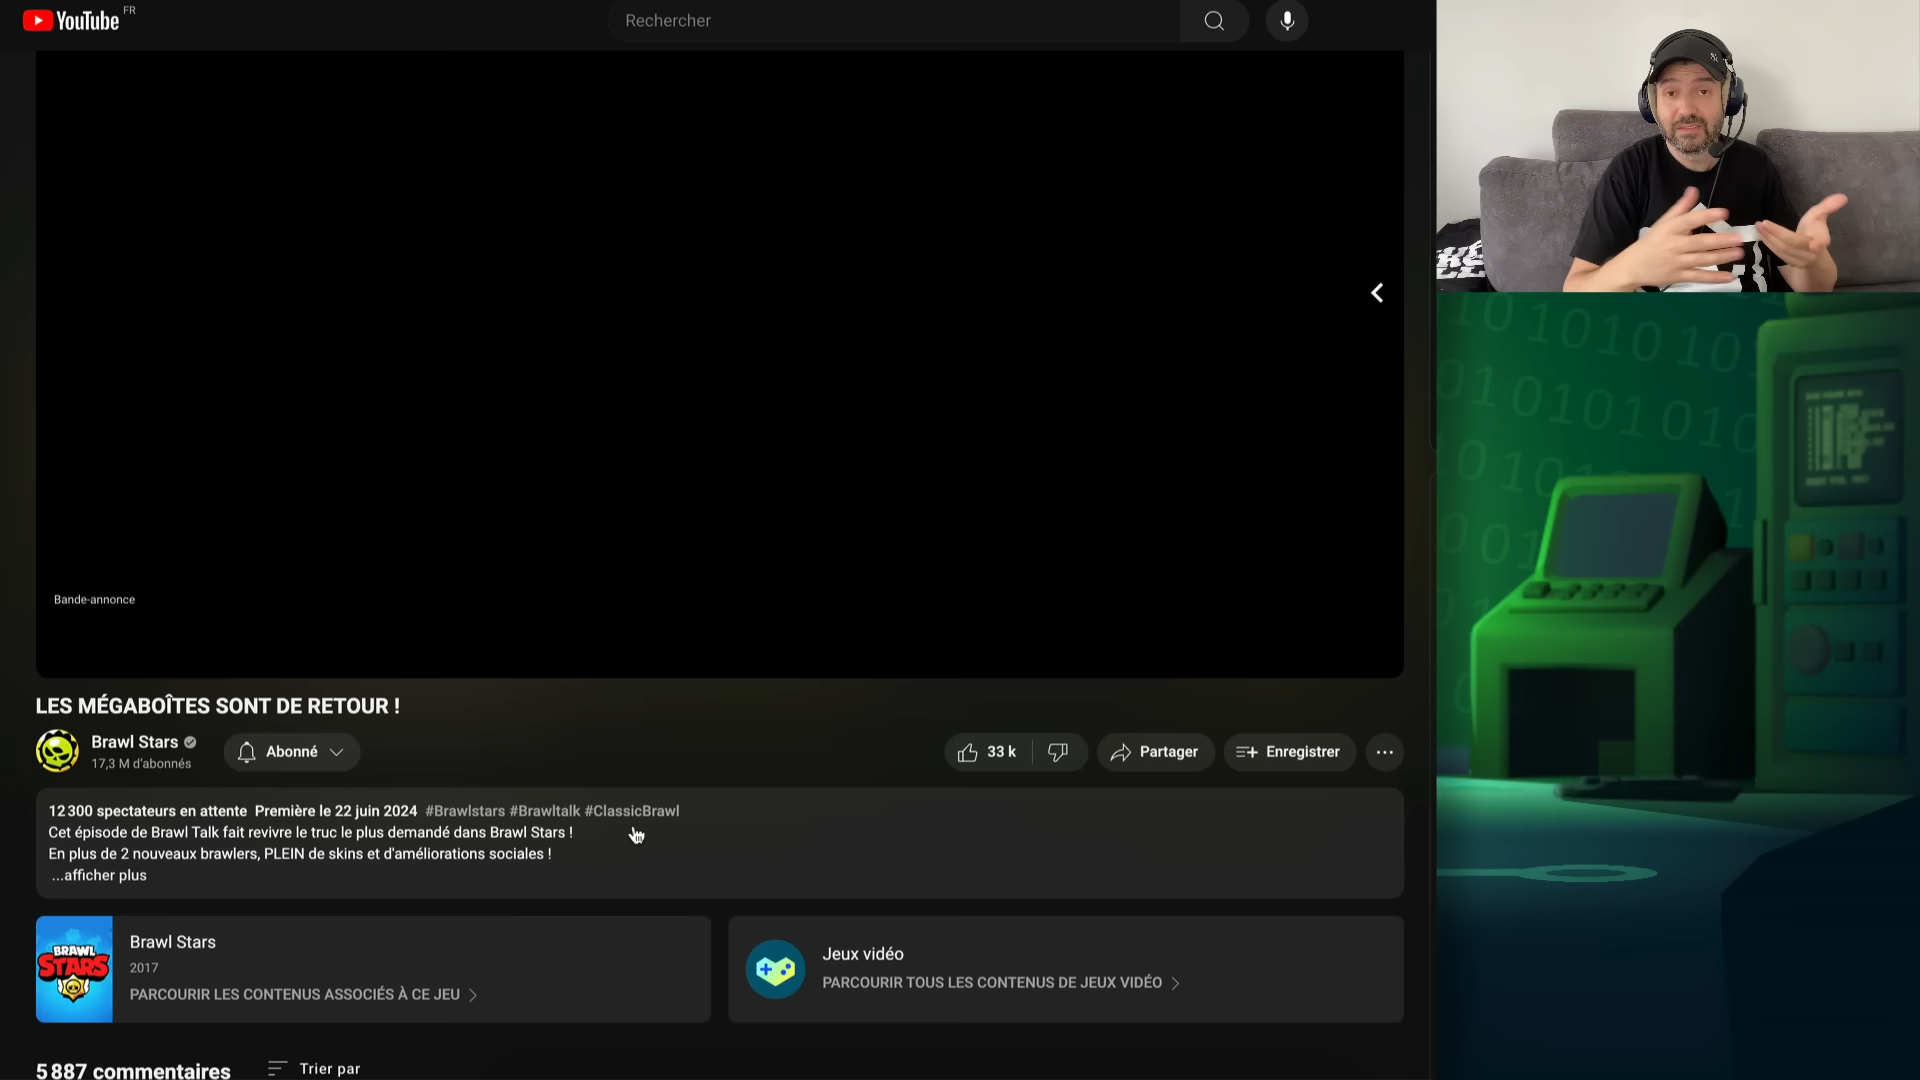 YouTube FR
Rechercher
Bande-annonce
LES MÉGABOÎTES SONT DE RETOUR !
Brawl Stars
17,3 M d'abonnés
Abonné
33 k
Partager
Enregistrer
12 300 spectateurs en attente Première le 22 juin 2024 #Brawlstars #Brawltalk #ClassicBrawl
Cet épisode de Brawl Talk fait revivre le truc le plus demandé dans Brawl Stars !
En plus de 2 nouveaux brawlers, PLEIN de skins et d'améliorations sociales !
...afficher plus
BRAWL
STARS
Brawl Stars
2017
PARCOURIR LES CONTENUS ASSOCIÉS À CE JEU
Jeux vidéo
PARCOURIR TOUS LES CONTENUS DE JEUX VIDÉO
5 887 commentaires
Trier par